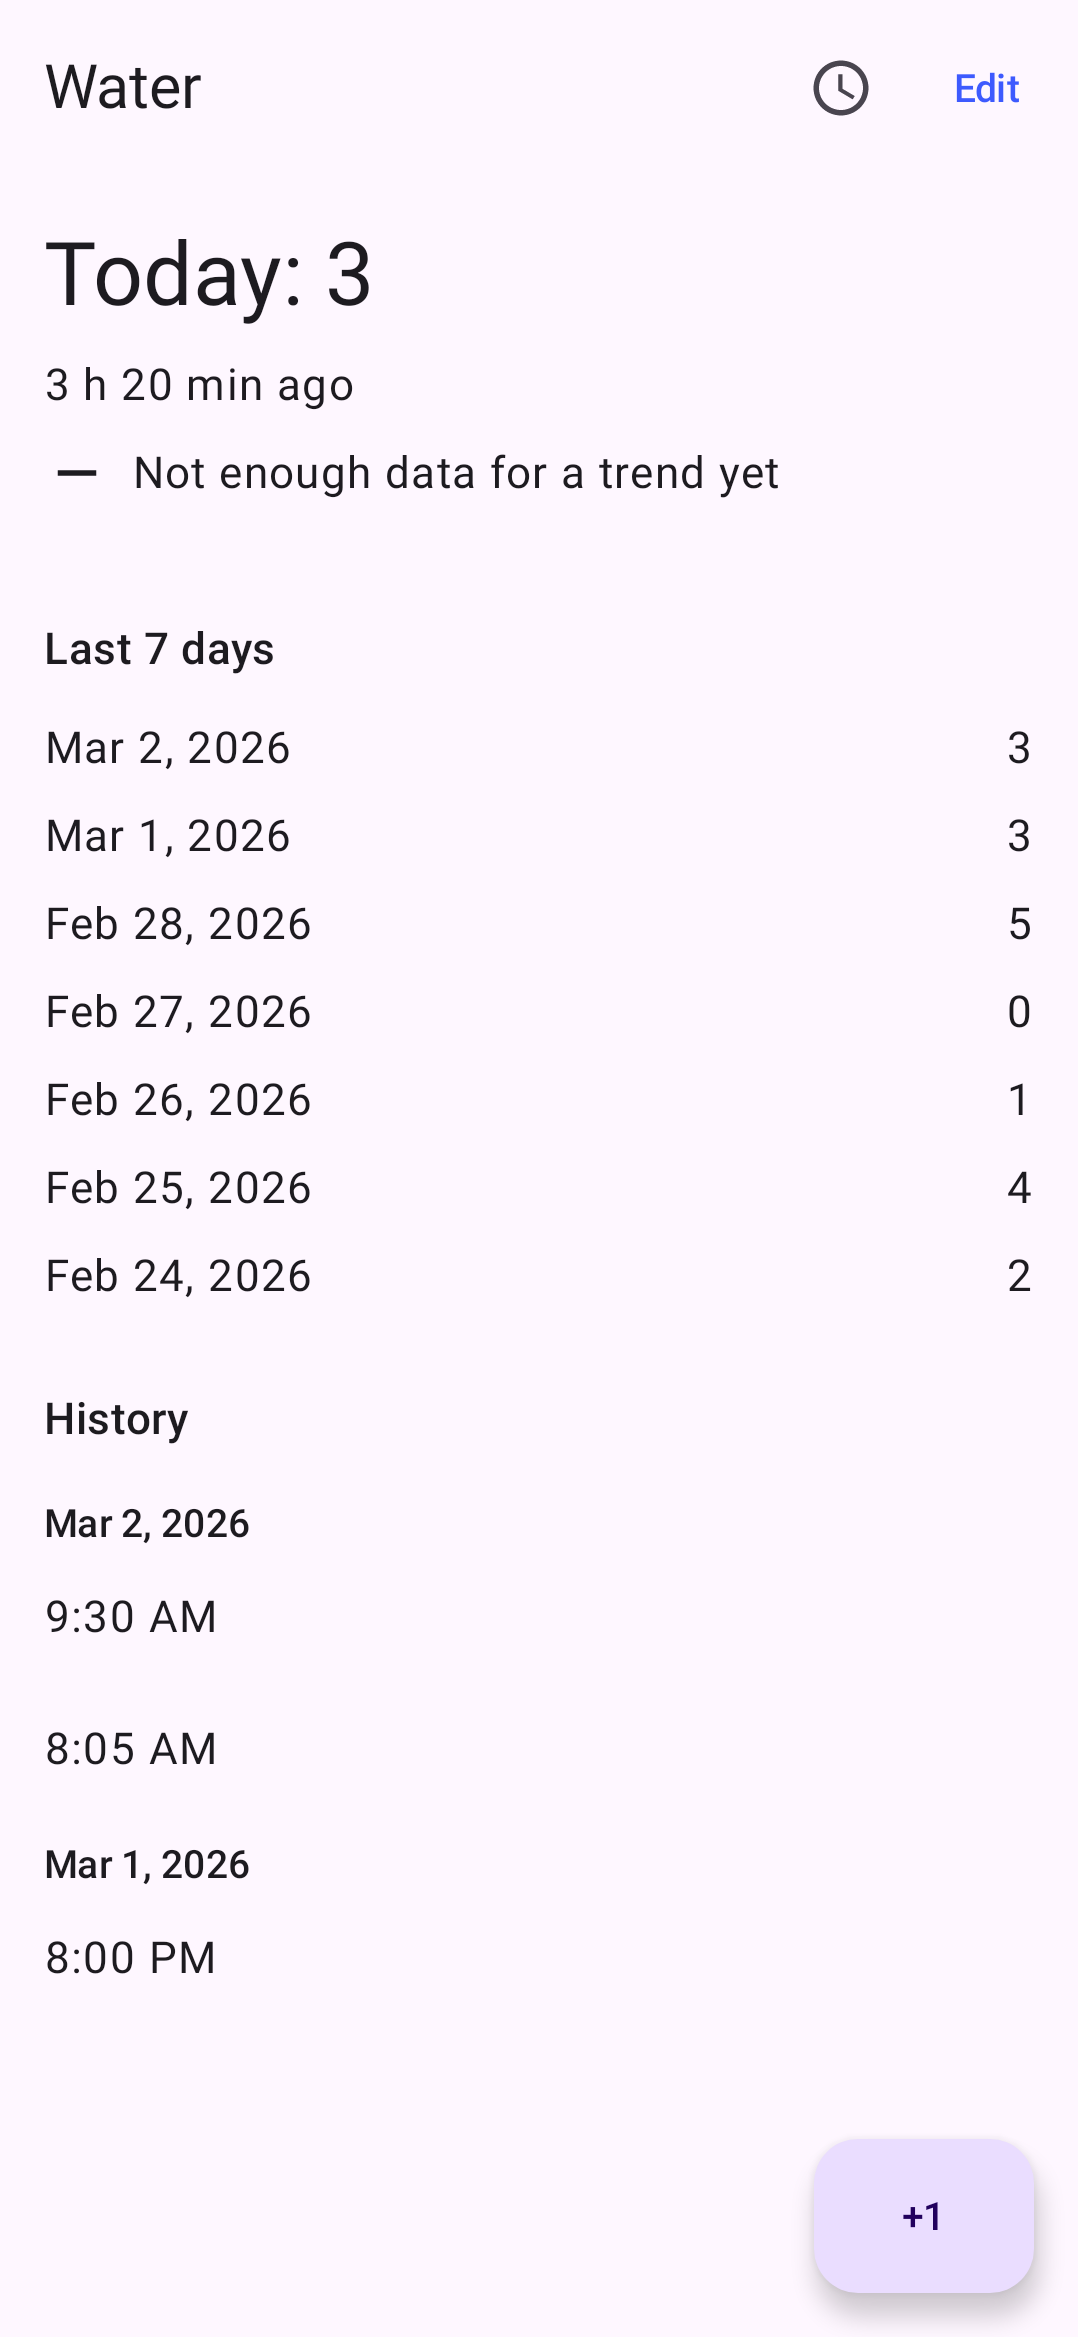 Water
Edit
Today: 3
3 h 20 min ago
Not enough data for a trend yet
Last 7 days
Mar 2, 2026 3
Mar 1, 2026 3
Feb 28, 2026 5
Feb 27, 2026 0
Feb 26, 2026 1
Feb 25, 2026 4
Feb 24, 2026 2
History
Mar 2, 2026
9:30 AM
8:05 AM
Mar 1, 2026
8:00 PM
+1